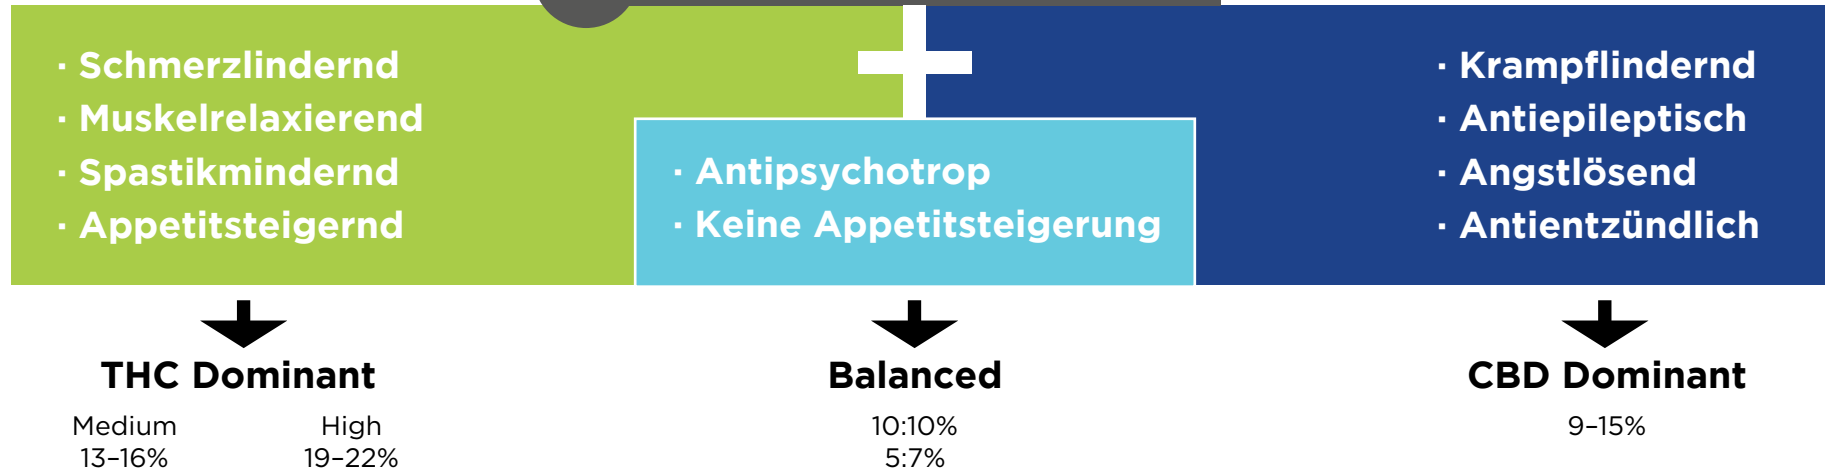 · Schmerzlindernd
· Muskelrelaxierend
· Spastikmindernd
· Appetitsteigernd
· Antipsychotrop
· Keine Appetitsteigerung
· Krampflindernd
· Antiepileptisch
· Angstlösend
· Antientzündlich
THC Dominant
Medium
13–16%
High
19–22%
Balanced
10:10%
5:7%
CBD Dominant
9–15%